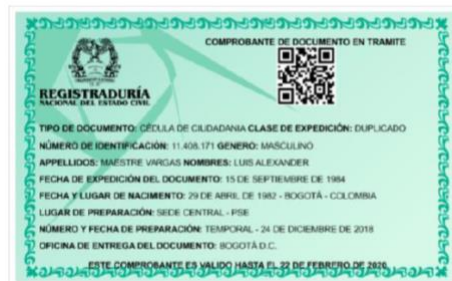 COMPROBANTE DE DOCUMENTO EN TRAMITE
REGISTRADURÍA
NACIONAL DEL ESTADO CIVIL
TIPO DE DOCUMENTO: CÉDULA DE CIUDADANIA CLASE DE EXPEDICIÓN: DUPLICADO
NÚMERO DE IDENTIFICACIÓN: 11.408.171 GENERO: MASCULINO
APPELLIDOS: MAESTRE VARGAS NOMBRES: LUIS ALEXANDER
FECHA DE EXPEDICIÓN DEL DOCUMENTO: 15 DE SEPTIEMBRE DE 1984
FECHA Y LUGAR DE NACIMIENTO: 29 DE ABRIL DE 1982 - BOGOTÁ - COLOMBIA
LUGAR DE PREPARACIÓN: SEDE CENTRAL - PSE
NÚMERO Y FECHA DE PREPARACIÓN: TEMPORAL - 24 DE DICIEMBRE DE 2018
OFICINA DE ENTREGA DEL DOCUMENTO: BOGOTÁ D.C.
ESTE COMPROBANTE ES VALIDO HASTA EL 22 DE FEBRERO DE 2020